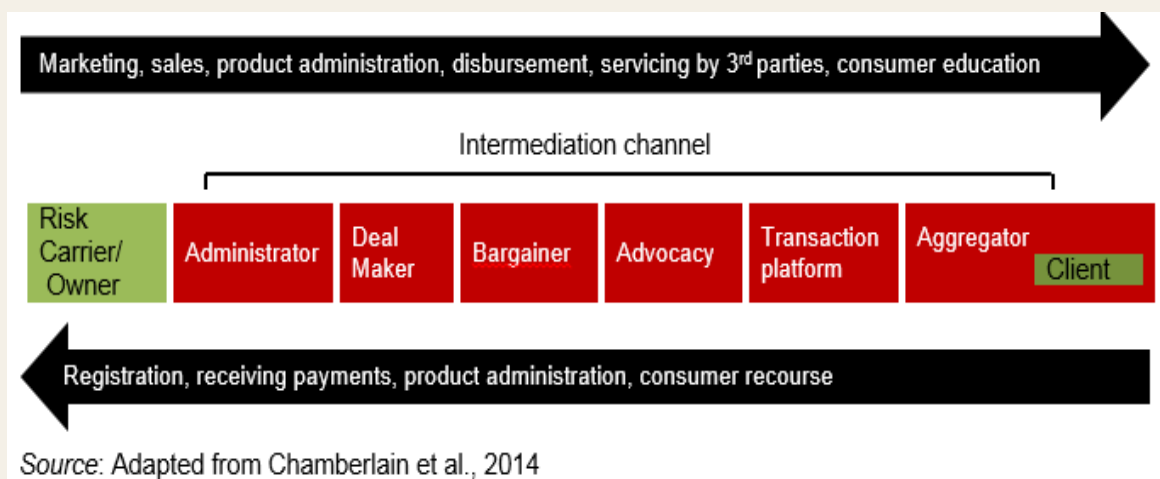 Marketing, sales, product administration, disbursement, servicing by 3rd parties, consumer education
Intermediation channel
Risk
Carrier/
Owner
Administrator
Deal
Maker
Bargainer
Advocacy
Transaction
platform
Aggregator
Client
Registration, receiving payments, product administration, consumer recourse
Source: Adapted from Chamberlain et al., 2014